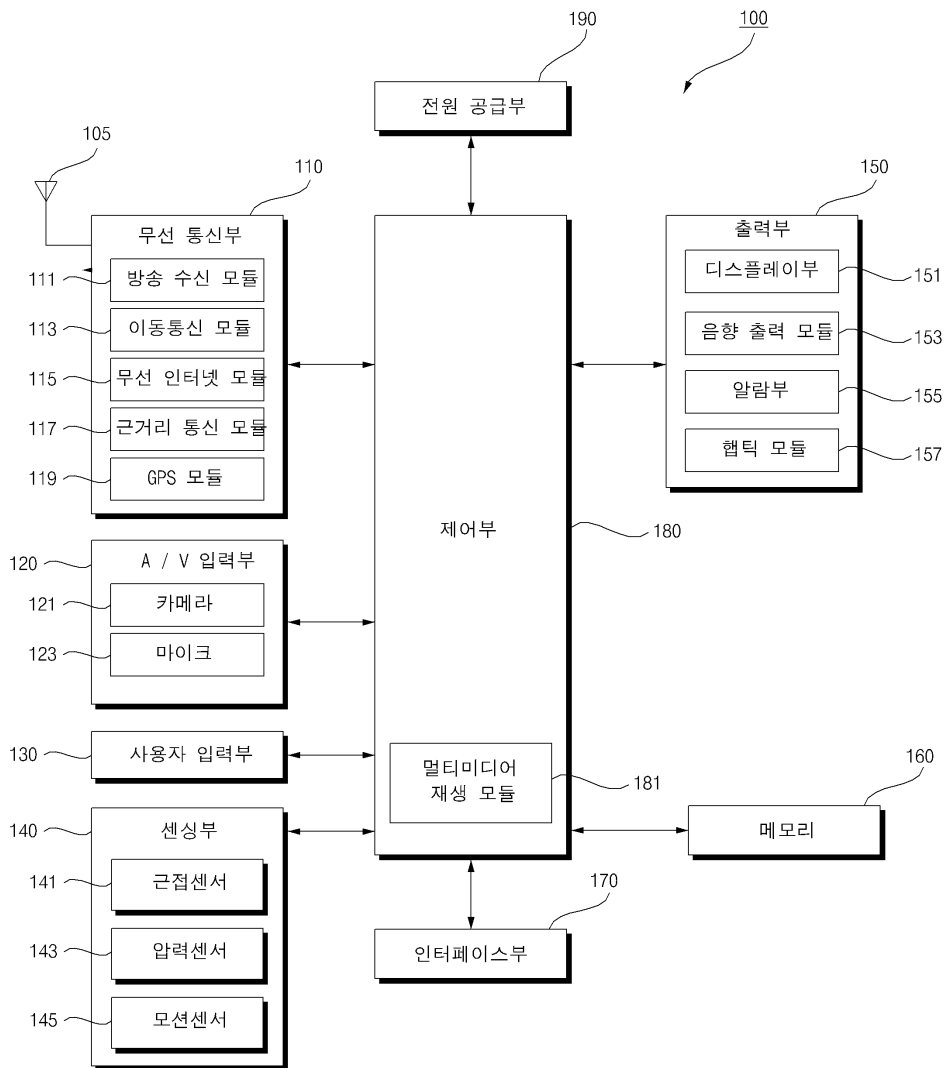 190
100
전원 공급부
105
110
150
무선 통신부
출력부
111
방송 수신 모듈
디스플레이부
151
113
이동통신 모듈
음향 출력 모듈
153
115
무선 인터넷 모듈
117
근거리 통신 모듈
알람부
155
119
GPS 모듈
햅틱 모듈
157
제어부
180
120
A / V 입력부
121
카메라
123
마이크
130
사용자 입력부
멀티미디어
재생 모듈
181
160
140
센싱부
메모리
141
근접센서
170
143
압력센서
인터페이스부
145
모션센서